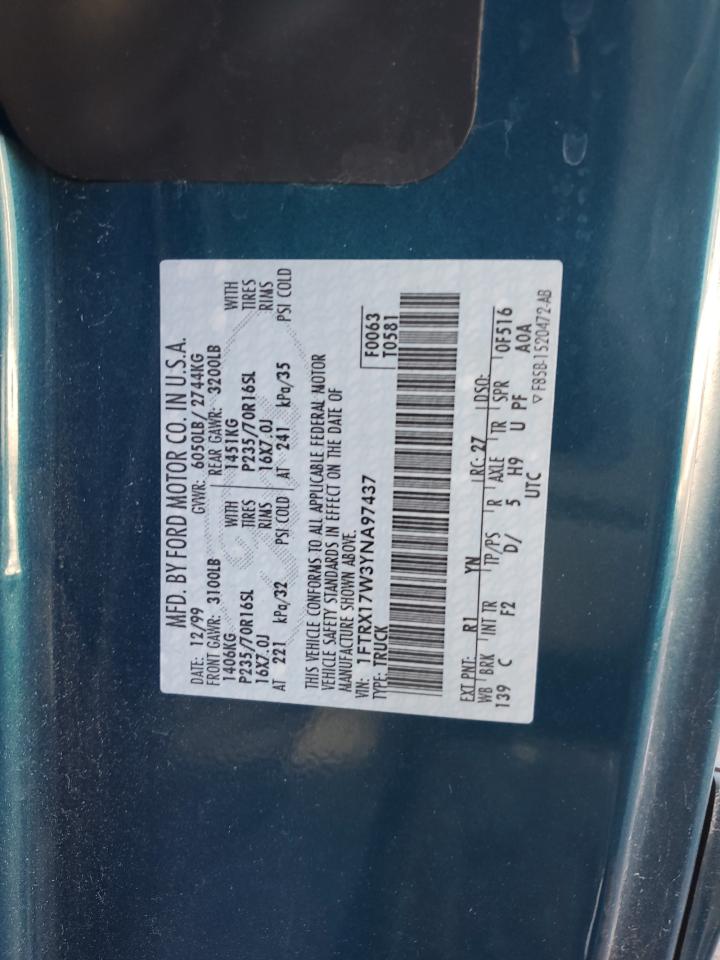 MFD. BY FORD MOTOR CO. IN U.S.A.
DATE: 12/99 GVWR: 6050LB/ 2744KG
FRONT GAWR: 3100LB REAR GAWR: 3200LB
1406KG WITH 1451KG WITH
P235/70R16SL TIRES P235/70R16SL TIRES
16X7.0J RIMS 16X7.0J RIMS
AT 221 kPa/32 PSI COLD AT 241 kPa/35 PSI COLD
THIS VEHICLE CONFORMS TO ALL APPLICABLE FEDERAL MOTOR
VEHICLE SAFETY STANDARDS IN EFFECT ON THE DATE OF
MANUFACTURE SHOWN ABOVE.
VIN: 1FTRX17W3YNA97437 F0063
TYPE: TRUCK T0581
EXT PNT: R1 YN RC: 27 DSO:
WB BRK INT TR TP/PS R AXLE TR SPR 0F516
139 C F2 D/ 5 H9 U PF A0A
UTC ▽ F85B-1520472-AB